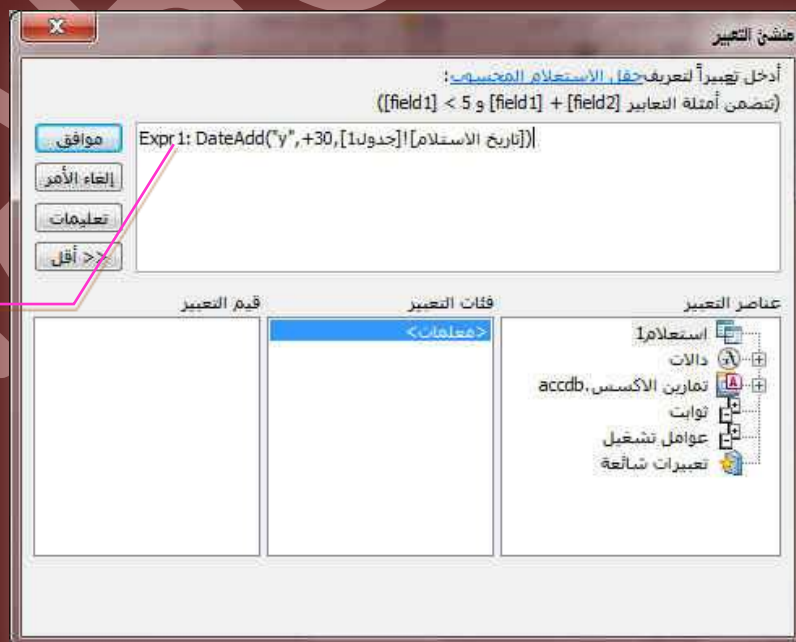 منشئ التعبير
أدخل تعبيراً لتعريف حقل الاستعلام المحسوب:
(تتضمن أمثلة التعابير [field1] + [field2] و [field1] < 5)
Expr1: DateAdd("y",+30,[جدول1]![تاريخ الاستلام])
موافق
إلغاء الأمر
تعليمات
<< أقل
عناصر التعبير
فئات التعبير
قيم التعبير
استعلام1
دالات
تمارين الاكسس.accdb
ثوابت
عوامل تشغيل
تعبيرات شائعة
<معلمات>